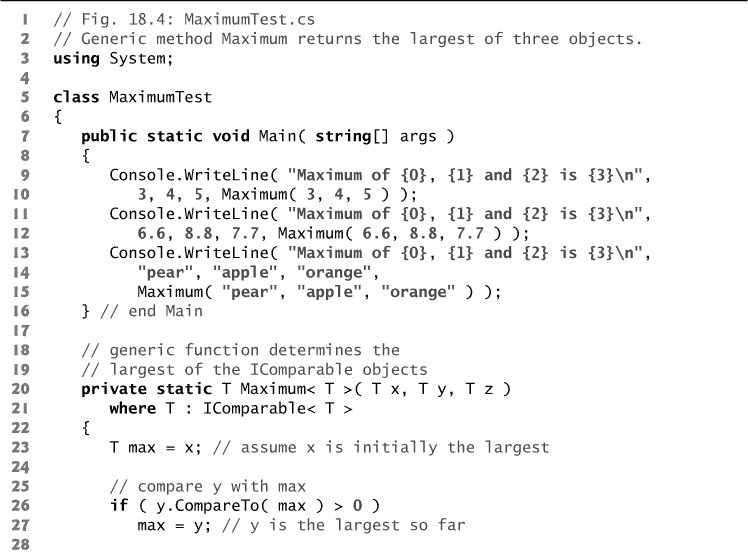 1 // Fig. 18.4: MaximumTest.cs
2 // Generic method Maximum returns the largest of three objects.
3 using System;
4
5 class MaximumTest
6 {
7 public static void Main( string[] args )
8 {
9 Console.WriteLine( "Maximum of {0}, {1} and {2} is {3}\n",
10 3, 4, 5, Maximum( 3, 4, 5 ) );
11 Console.WriteLine( "Maximum of {0}, {1} and {2} is {3}\n",
12 6.6, 8.8, 7.7, Maximum( 6.6, 8.8, 7.7 ) );
13 Console.WriteLine( "Maximum of {0}, {1} and {2} is {3}\n",
14 "pear", "apple", "orange",
15 Maximum( "pear", "apple", "orange" ) );
16 } // end Main
17
18 // generic function determines the
19 // largest of the IComparable objects
20 private static T Maximum< T >( T x, T y, T z )
21 where T : IComparable< T >
22 {
23 T max = x; // assume x is initially the largest
24
25 // compare y with max
26 if ( y.CompareTo( max ) > 0 )
27 max = y; // y is the largest so far
28